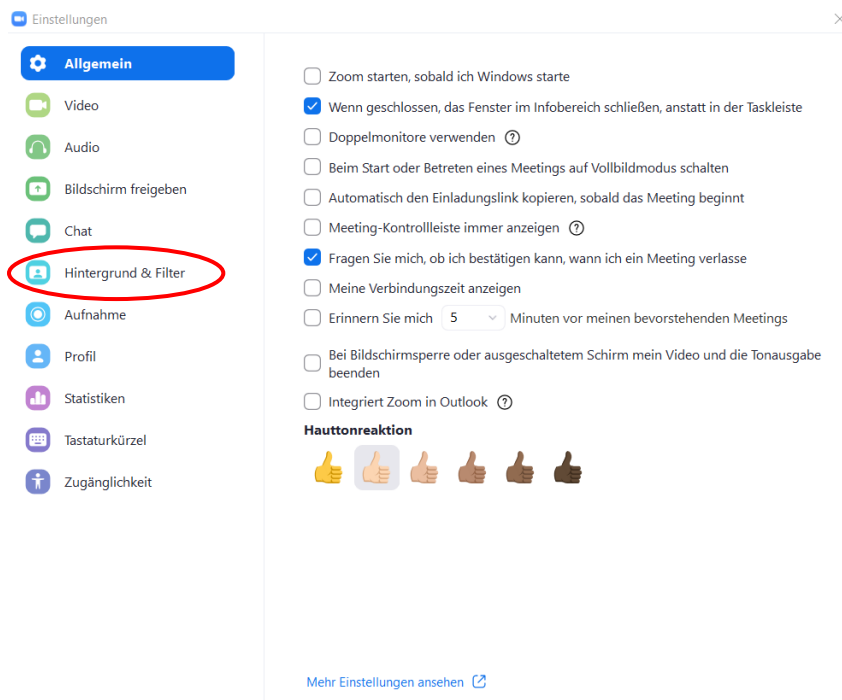 Einstellungen
Allgemein
Video
Audio
Bildschirm freigeben
Chat
Hintergrund & Filter
Aufnahme
Profil
Statistiken
Tastaturkürzel
Zugänglichkeit
Zoom starten, sobald ich Windows starte
Wenn geschlossen, das Fenster im Infobereich schließen, anstatt in der Taskleiste
Doppelmonitore verwenden ?
Beim Start oder Betreten eines Meetings auf Vollbildmodus schalten
Automatisch den Einladungslink kopieren, sobald das Meeting beginnt
Meeting-Kontrollleiste immer anzeigen ?
Fragen Sie mich, ob ich bestätigen kann, wann ich ein Meeting verlasse
Meine Verbindungszeit anzeigen
Erinnern Sie mich 5 Minuten vor meinen bevorstehenden Meetings
Bei Bildschirmsperre oder ausgeschaltetem Schirm mein Video und die Tonausgabe
beenden
Integriert Zoom in Outlook ?
Hauttonreaktion
Mehr Einstellungen ansehen